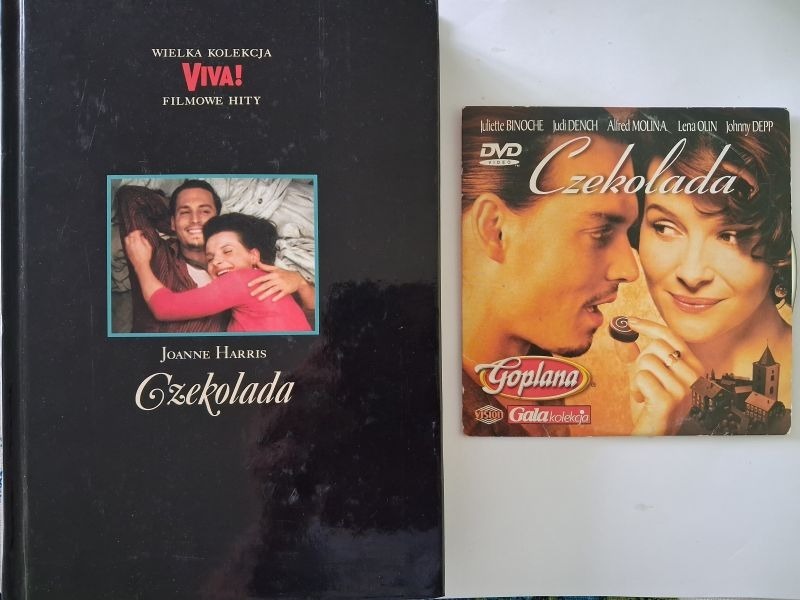 WIELKA KOLEKCJA
VIVA!
FILMOWE HITY
JOANNE HARRIS
Czekolada
Juliette BINOCHE Judi DENCH Alfred MOLINA Lena OLIN Johnny DEPP
DVD
VIDEO
Czekolada
Goplana
VISION Gala kolekcja